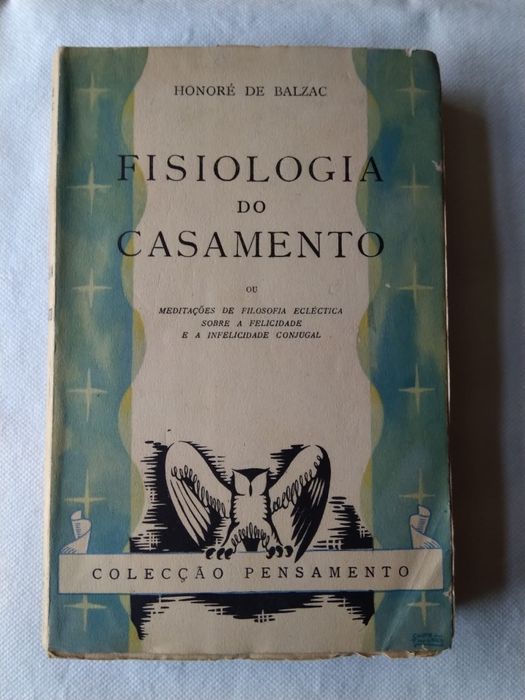 HONORÉ DE BALZAC
FISIOLOGIA
DO
CASAMENTO
OU
MEDITAÇÕES DE FILOSOFIA ECLÉCTICA
SOBRE A FELICIDADE
E A INFELICIDADE CONJUGAL
COLECÇÃO PENSAMENTO